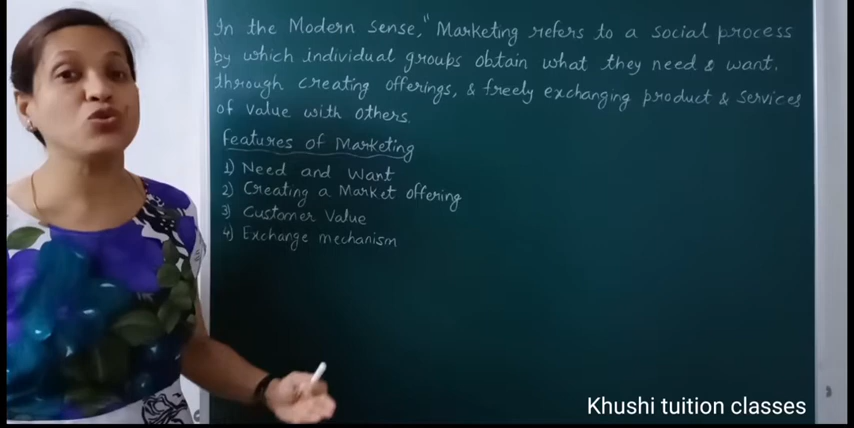 In the Modern Sense," Marketing refers to a social process
by which individual groups obtain what they need & want.
through creating offerings, & freely exchanging product & services
of value with others.
Features of Marketing
1) Need and Want
2) Creating a Market offering
3) Customer Value
4) Exchange mechanism
Khushi tuition classes